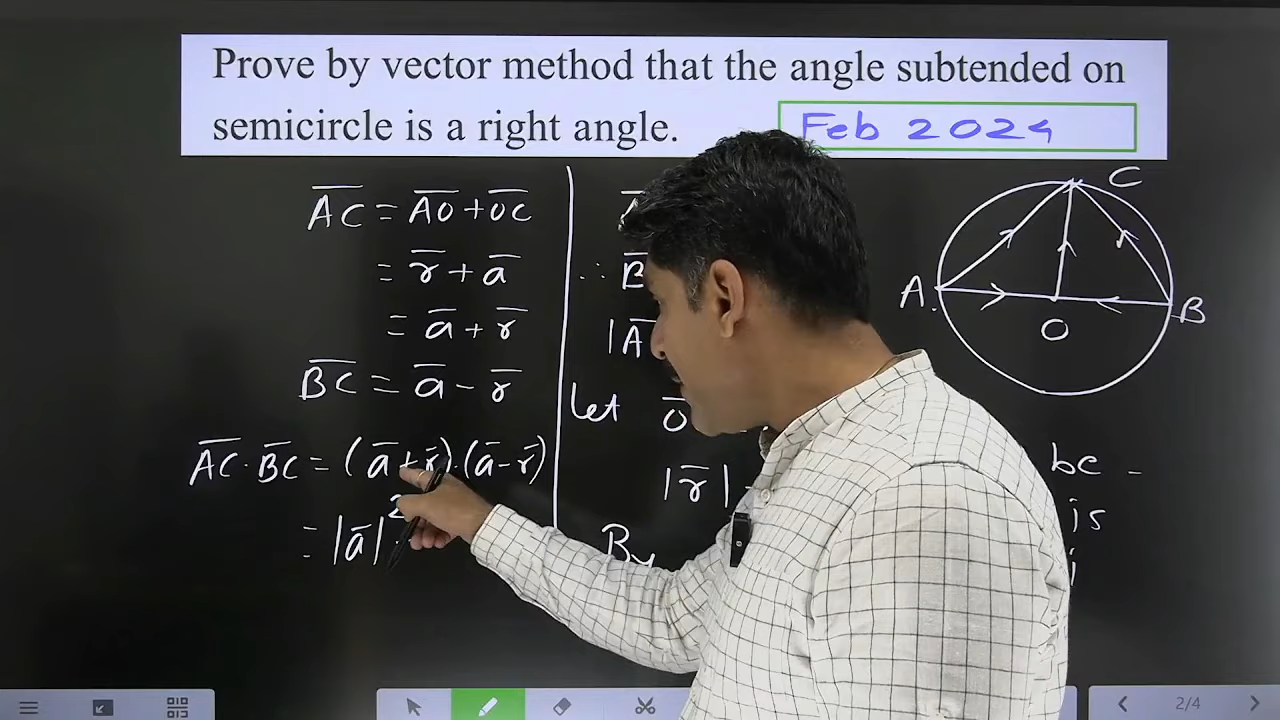 Prove by vector method that the angle subtended on
semicircle is a right angle.
Feb 2024
A̅C̅ = A̅O̅ + O̅C̅
= r̅ + a̅
= a̅ + r̅
B̅C̅ = a̅ - r̅
A̅C̅ · B̅C̅ = (a̅ + r̅) · (a̅ - r̅)
= |a̅|²
∴ B
|A
let O
|r̅|
By
be -
is
C
A
B
O
2/4